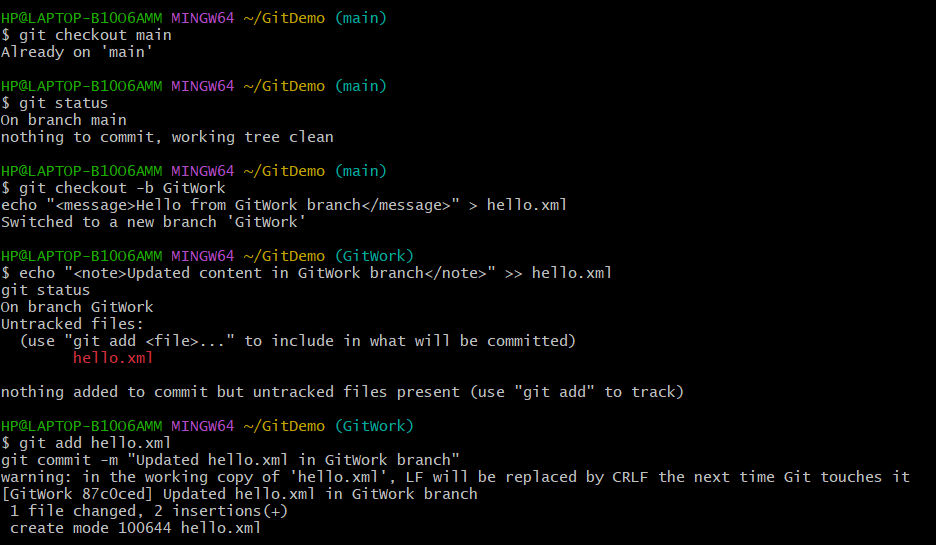 HP@LAPTOP-B1OO6AMM MINGW64 ~/GitDemo (main)
$ git checkout main
Already on 'main'
HP@LAPTOP-B1OO6AMM MINGW64 ~/GitDemo (main)
$ git status
On branch main
nothing to commit, working tree clean
HP@LAPTOP-B1OO6AMM MINGW64 ~/GitDemo (main)
$ git checkout -b GitWork
echo "<message>Hello from GitWork branch</message>" > hello.xml
Switched to a new branch 'GitWork'
HP@LAPTOP-B1OO6AMM MINGW64 ~/GitDemo (GitWork)
$ echo "<note>Updated content in GitWork branch</note>" >> hello.xml
git status
On branch GitWork
Untracked files:
  (use "git add <file>..." to include in what will be committed)
        hello.xml
nothing added to commit but untracked files present (use "git add" to track)
HP@LAPTOP-B1OO6AMM MINGW64 ~/GitDemo (GitWork)
$ git add hello.xml
git commit -m "Updated hello.xml in GitWork branch"
warning: in the working copy of 'hello.xml', LF will be replaced by CRLF the next time Git touches it
[GitWork 87c0ced] Updated hello.xml in GitWork branch
 1 file changed, 2 insertions(+)
 create mode 100644 hello.xml